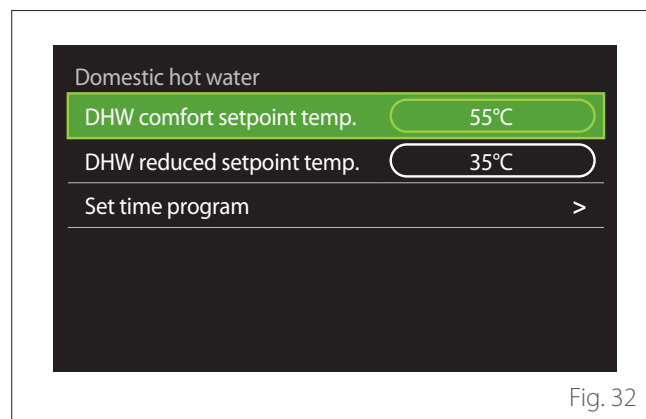 Domestic hot water
DHW comfort setpoint temp. 55°C
DHW reduced setpoint temp. 35°C
Set time program >
Fig. 32